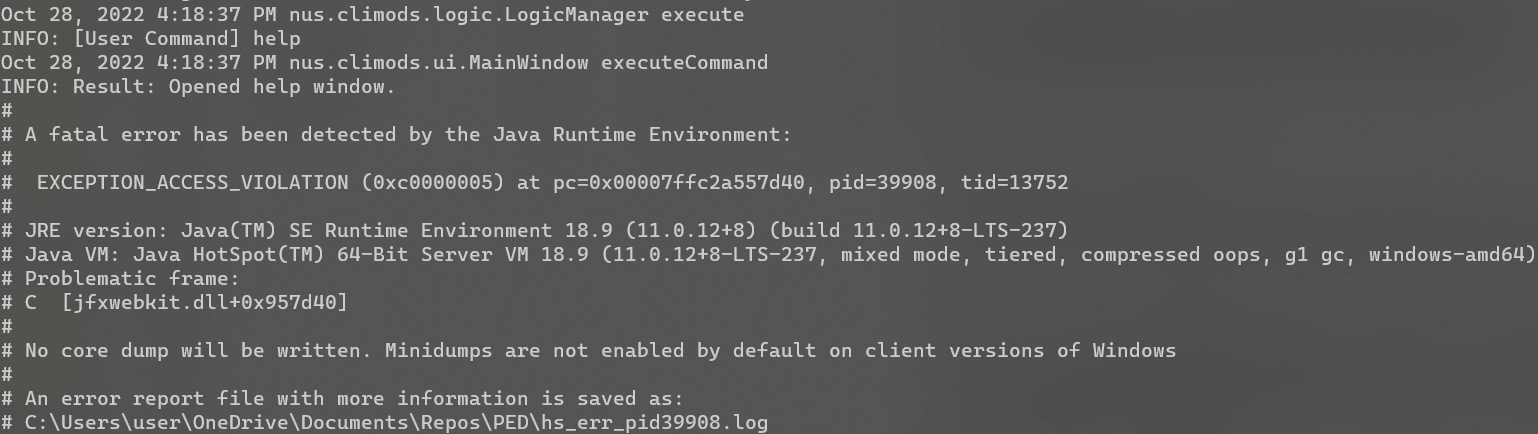 Oct 28, 2022 4:18:37 PM nus.climods.logic.LogicManager execute
INFO: [User Command] help
Oct 28, 2022 4:18:37 PM nus.climods.ui.MainWindow executeCommand
INFO: Result: Opened help window.
#
# A fatal error has been detected by the Java Runtime Environment:
#
#  EXCEPTION_ACCESS_VIOLATION (0xc0000005) at pc=0x00007ffc2a557d40, pid=39908, tid=13752
#
# JRE version: Java(TM) SE Runtime Environment 18.9 (11.0.12+8) (build 11.0.12+8-LTS-237)
# Java VM: Java HotSpot(TM) 64-Bit Server VM 18.9 (11.0.12+8-LTS-237, mixed mode, tiered, compressed oops, g1 gc, windows-amd64)
# Problematic frame:
# C  [jfxwebkit.dll+0x957d40]
#
# No core dump will be written. Minidumps are not enabled by default on client versions of Windows
#
# An error report file with more information is saved as:
# C:\Users\user\OneDrive\Documents\Repos\PED\hs_err_pid39908.log